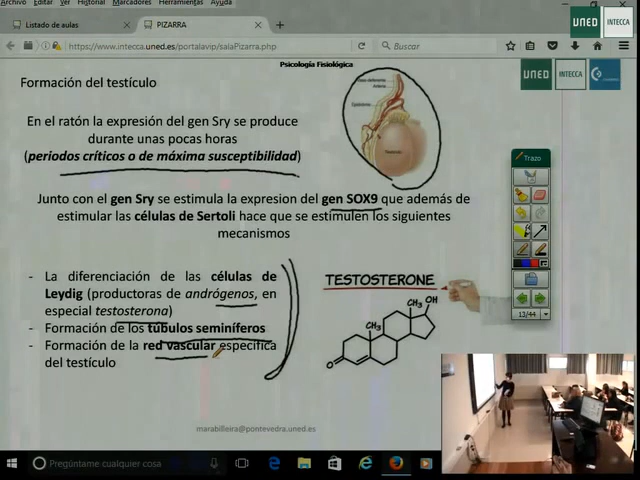 Archivo Editar Ver Historial Marcadores Herramientas Ayuda
Listado de aulas
PIZARRA
https://www.intecca.uned.es/portalavip/salaPizarra.php
Buscar
UNED
INTECCA
Psicología Fisiológica
UNED
INTECCA
Formación del testículo
En el ratón la expresión del gen Sry se produce
durante unas pocas horas
(periodos críticos o de máxima susceptibilidad)
Junto con el gen Sry se estimula la expresion del gen SOX9 que además de
estimular las células de Sertoli hace que se estimulen los siguientes
mecanismos
- La diferenciación de las células de
Leydig (productoras de andrógenos, en
especial testosterona)
- Formación de los túbulos seminíferos
- Formación de la red vascular específica
del testículo
TESTOSTERONE
CH₃
OH
CH₃
O
Trazo
13/44
marabilleira@pontevedra.uned.es
Pregúntame cualquier cosa